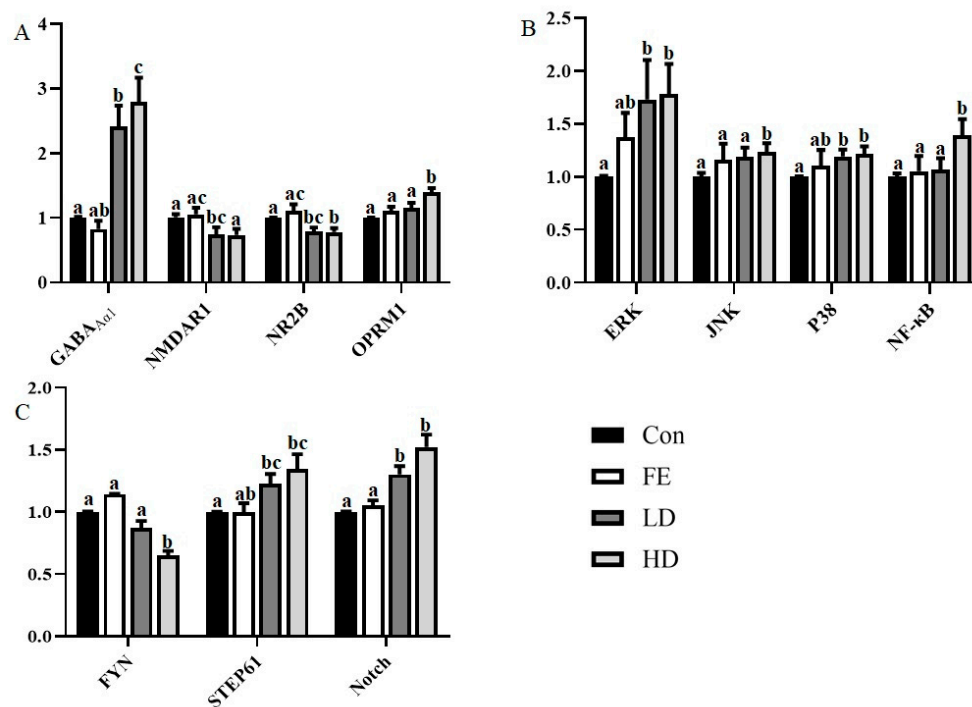 A
4
3
2
1
0
a ab b c
a ac bc a
a ac bc b
a a a b
GABAAα1
NMDAR1
NR2B
OPRM1
B
2.5
2.0
1.5
1.0
0.5
0.0
a ab b b
a a a b
a ab b b
a a a b
ERK
JNK
P38
NF-κB
C
2.0
1.5
1.0
0.5
0.0
a a a b
a ab bc bc
a a b b
FYN
STEP61
Notch
Con
FE
LD
HD